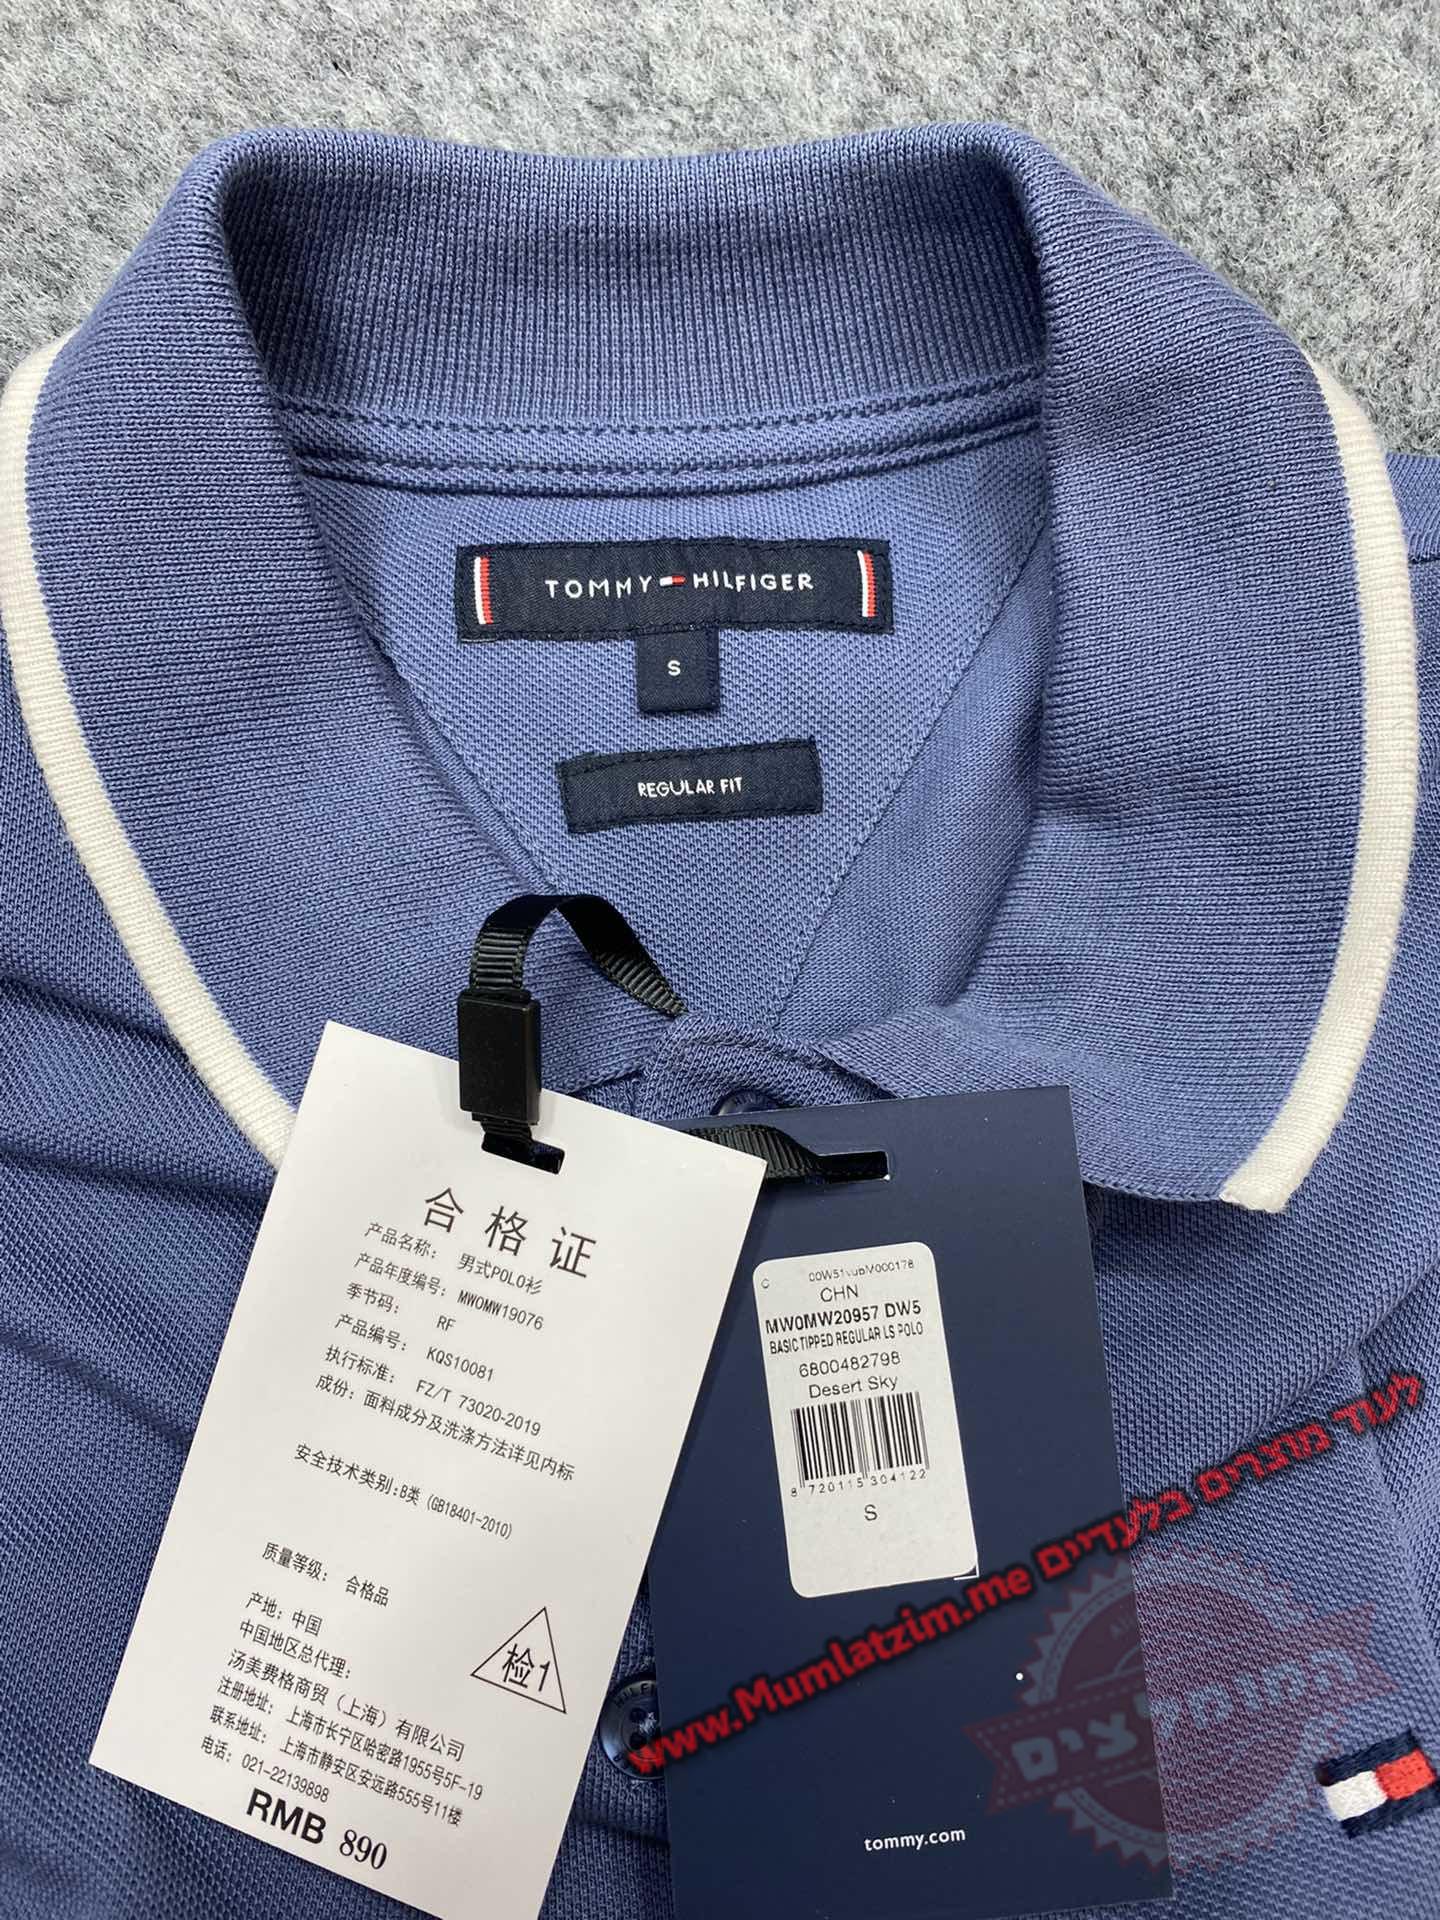 TOMMY HILFIGER
S
REGULAR FIT
合格证
产品名称： 男式POLO衫
产品年度编号： MW0MW19076
季节码： RF
产品编号： KQS10081
执行标准： FZ/T 73020-2019
成份：面料成分及洗涤方法详见内标
安全技术类别:B类 (GB18401-2010)
质量等级： 合格品
产地：中国
中国地区总代理：
汤美费格商贸（上海）有限公司
注册地址：上海市长宁区哈密路1955号5F-19
联系地址： 上海市静安区安远路555号11楼
电话：021-22139898
RMB 890
检1
C
CHN
MW0MW20957 DW5
BASIC TIPPED REGULAR LS POLO
6800482798
Desert Sky
8 720115 304122
S
tommy.com
לעוד מוצרים בלעדיים www.Mumlatzim.me
המומלצים